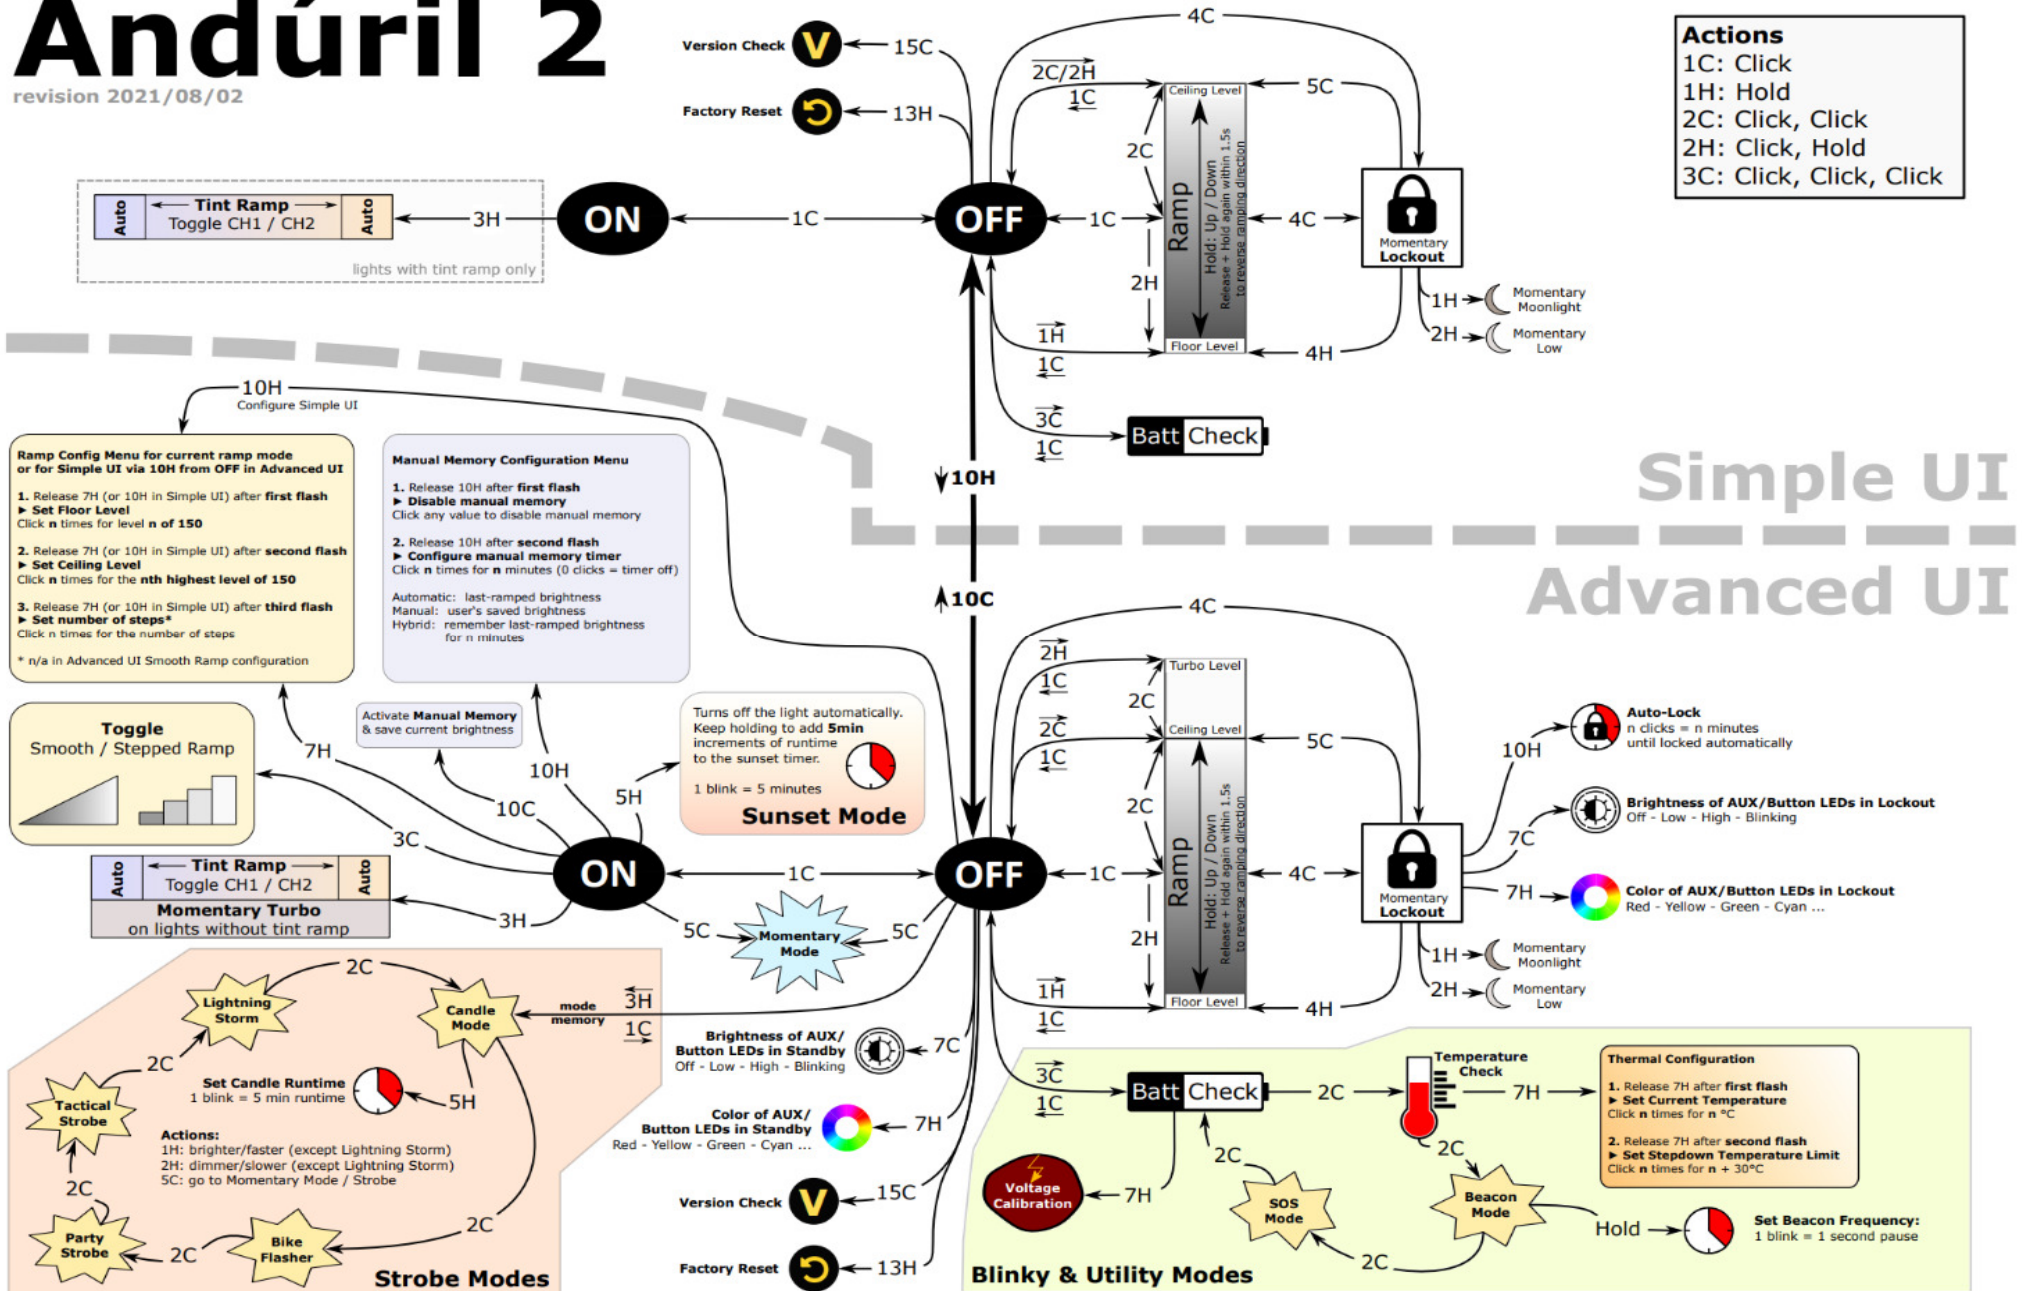 Andúril 2
revision 2021/08/02
Version Check
V
15C
Factory Reset
13H
4C
2C/2H
1C
Ceiling Level
5C
2C
Auto
Tint Ramp
Toggle CH1 / CH2
Auto
3H
lights with tint ramp only
ON
1C
OFF
1C
Ramp
Hold: Up / Down
Release + Hold again within 1.5s
to reverse ramping direction
4C
Momentary
Lockout
2H
1H
Momentary
Moonlight
2H
Momentary
Low
1H
1C
Floor Level
4H
3C
1C
Batt Check
Actions
1C: Click
1H: Hold
2C: Click, Click
2H: Click, Hold
3C: Click, Click, Click
Simple UI
Advanced UI
10H
10C
10H
Configure Simple UI
Ramp Config Menu for current ramp mode
or for Simple UI via 10H from OFF in Advanced UI
1. Release 7H (or 10H in Simple UI) after first flash
► Set Floor Level
Click n times for level n of 150
2. Release 7H (or 10H in Simple UI) after second flash
► Set Ceiling Level
Click n times for the nth highest level of 150
3. Release 7H (or 10H in Simple UI) after third flash
► Set number of steps*
Click n times for the number of steps
* n/a in Advanced UI Smooth Ramp configuration
Manual Memory Configuration Menu
1. Release 10H after first flash
► Disable manual memory
Click any value to disable manual memory
2. Release 10H after second flash
► Configure manual memory timer
Click n times for n minutes (0 clicks = timer off)
Automatic: last-ramped brightness
Manual: user's saved brightness
Hybrid: remember last-ramped brightness
for n minutes
Toggle
Smooth / Stepped Ramp
7H
Activate Manual Memory
& save current brightness
10H
10C
3C
5H
Turns off the light automatically.
Keep holding to add 5min
increments of runtime
to the sunset timer.
1 blink = 5 minutes
Sunset Mode
Auto
Tint Ramp
Toggle CH1 / CH2
Auto
Momentary Turbo
on lights without tint ramp
3H
ON
1C
OFF
5C
Momentary
Mode
5C
4C
2H
1C
Turbo Level
2C
2C
1C
Ceiling Level
5C
2C
1C
Ramp
Hold: Up / Down
Release + Hold again within 1.5s
to reverse ramping direction
4C
Momentary
Lockout
2H
1H
1C
Floor Level
4H
10H
Auto-Lock
n clicks = n minutes
until locked automatically
7C
Brightness of AUX/Button LEDs in Lockout
Off - Low - High - Blinking
7H
Color of AUX/Button LEDs in Lockout
Red - Yellow - Green - Cyan ...
1H
Momentary
Moonlight
2H
Momentary
Low
2C
Lightning
Storm
Candle
Mode
mode
memory
3H
1C
2C
Tactical
Strobe
Set Candle Runtime
1 blink = 5 min runtime
5H
Actions:
1H: brighter/faster (except Lightning Storm)
2H: dimmer/slower (except Lightning Storm)
5C: go to Momentary Mode / Strobe
2C
Party
Strobe
2C
Bike
Flasher
2C
Strobe Modes
Brightness of AUX/
Button LEDs in Standby
Off - Low - High - Blinking
7C
Color of AUX/
Button LEDs in Standby
Red - Yellow - Green - Cyan ...
7H
Version Check
V
15C
Factory Reset
13H
3C
1C
Batt Check
2C
Temperature
Check
7H
Thermal Configuration
1. Release 7H after first flash
► Set Current Temperature
Click n times for n °C
2. Release 7H after second flash
► Set Stepdown Temperature Limit
Click n times for n + 30°C
Voltage
Calibration
7H
2C
SOS
Mode
2C
2C
Beacon
Mode
Hold
Set Beacon Frequency:
1 blink = 1 second pause
Blinky & Utility Modes